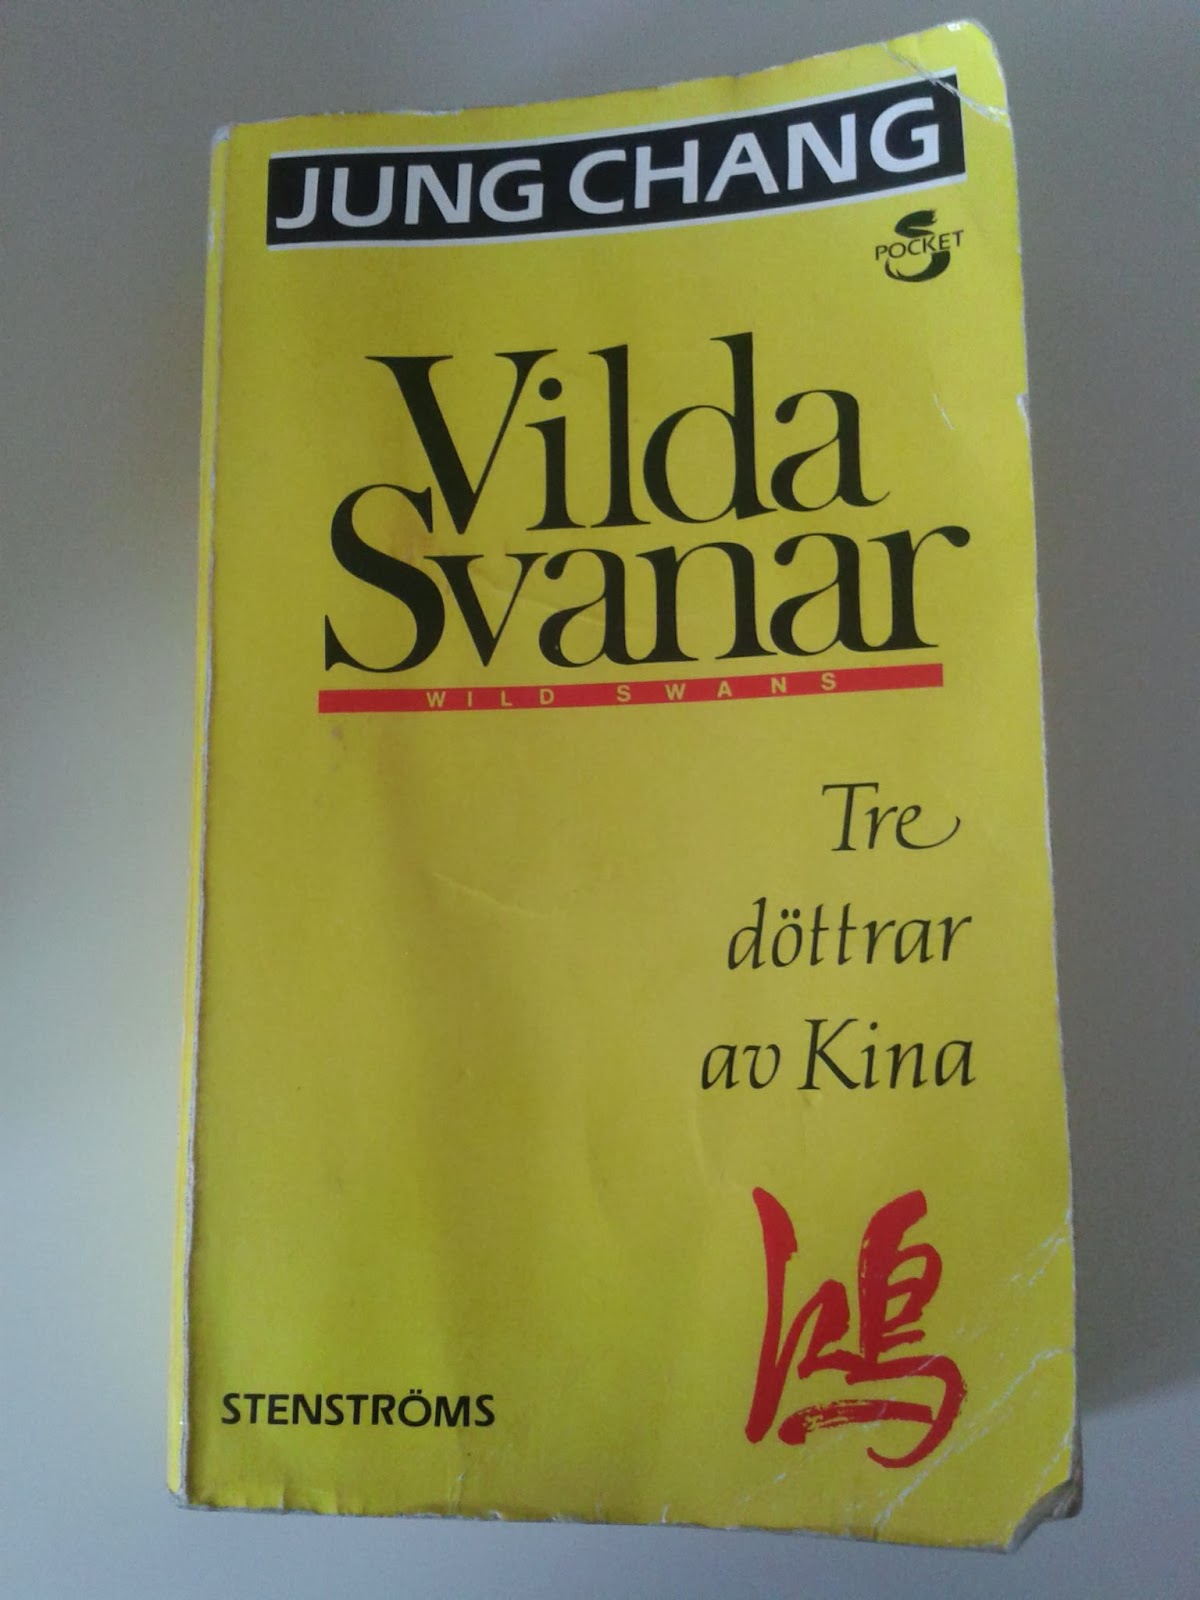 JUNG CHANG
POCKET
Vilda
Svanar
WILD SWANS
Tre
döttrar
av Kina
鴻
STENSTRÖMS